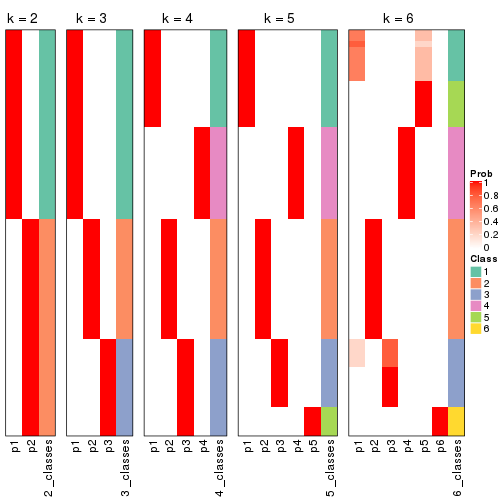 k = 2
k = 3
k = 4
k = 5
k = 6
Prob
1
0.8
0.6
0.4
0.2
0
Class
1
2
3
4
5
6
p1
p2
2_classes
p1
p2
p3
3_classes
p1
p2
p3
p4
4_classes
p1
p2
p3
p4
p5
5_classes
p1
p2
p3
p4
p5
p6
6_classes